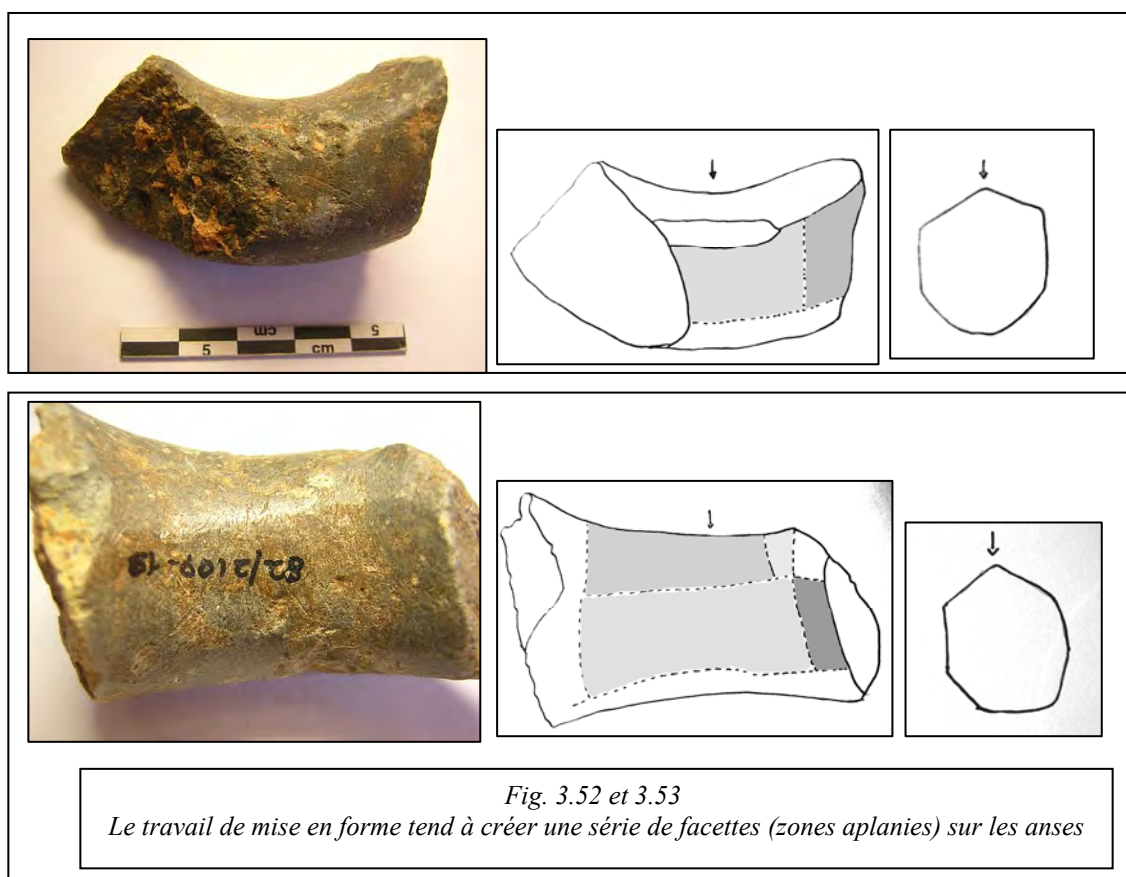 cm
5
5
cm
82/2109-19
Fig. 3.52 et 3.53
Le travail de mise en forme tend à créer une série de facettes (zones aplanies) sur les anses